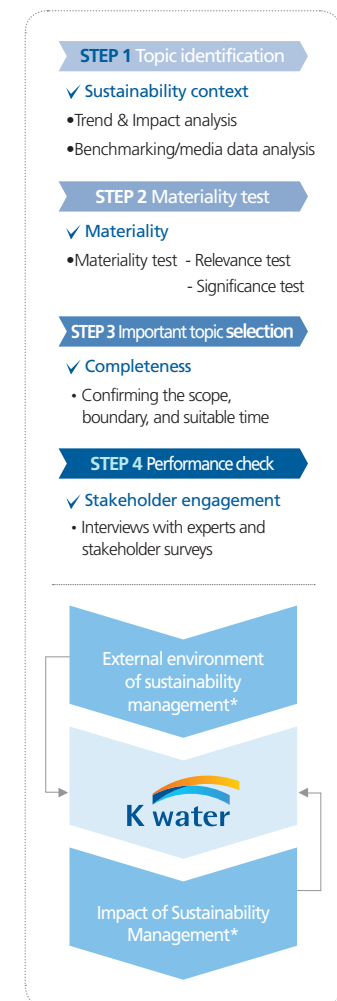 STEP 1 Topic identification
✓ Sustainability context
•Trend & Impact analysis
•Benchmarking/media data analysis
STEP 2 Materiality test
✓ Materiality
•Materiality test - Relevance test
- Significance test
STEP 3 Important topic selection
✓ Completeness
• Confirming the scope,
boundary, and suitable time
STEP 4 Performance check
✓ Stakeholder engagement
• Interviews with experts and
stakeholder surveys
External environment
of sustainability
management*
K water
Impact of Sustainability
Management*